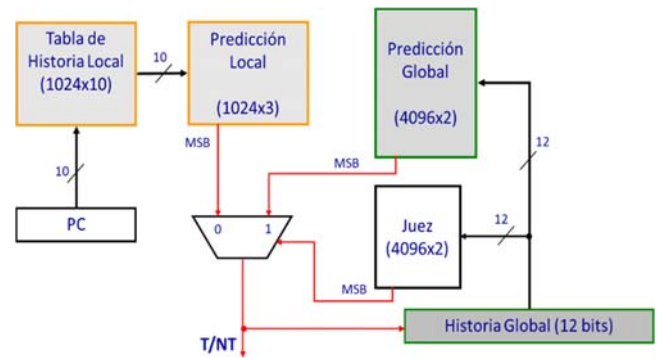 Tabla de
Historia Local
(1024x10)
10
Predicción
Local
(1024x3)
Predicción
Global
(4096x2)
MSB
MSB
12
10
PC
0 1
Juez
(4096x2)
12
MSB
T/NT
Historia Global (12 bits)